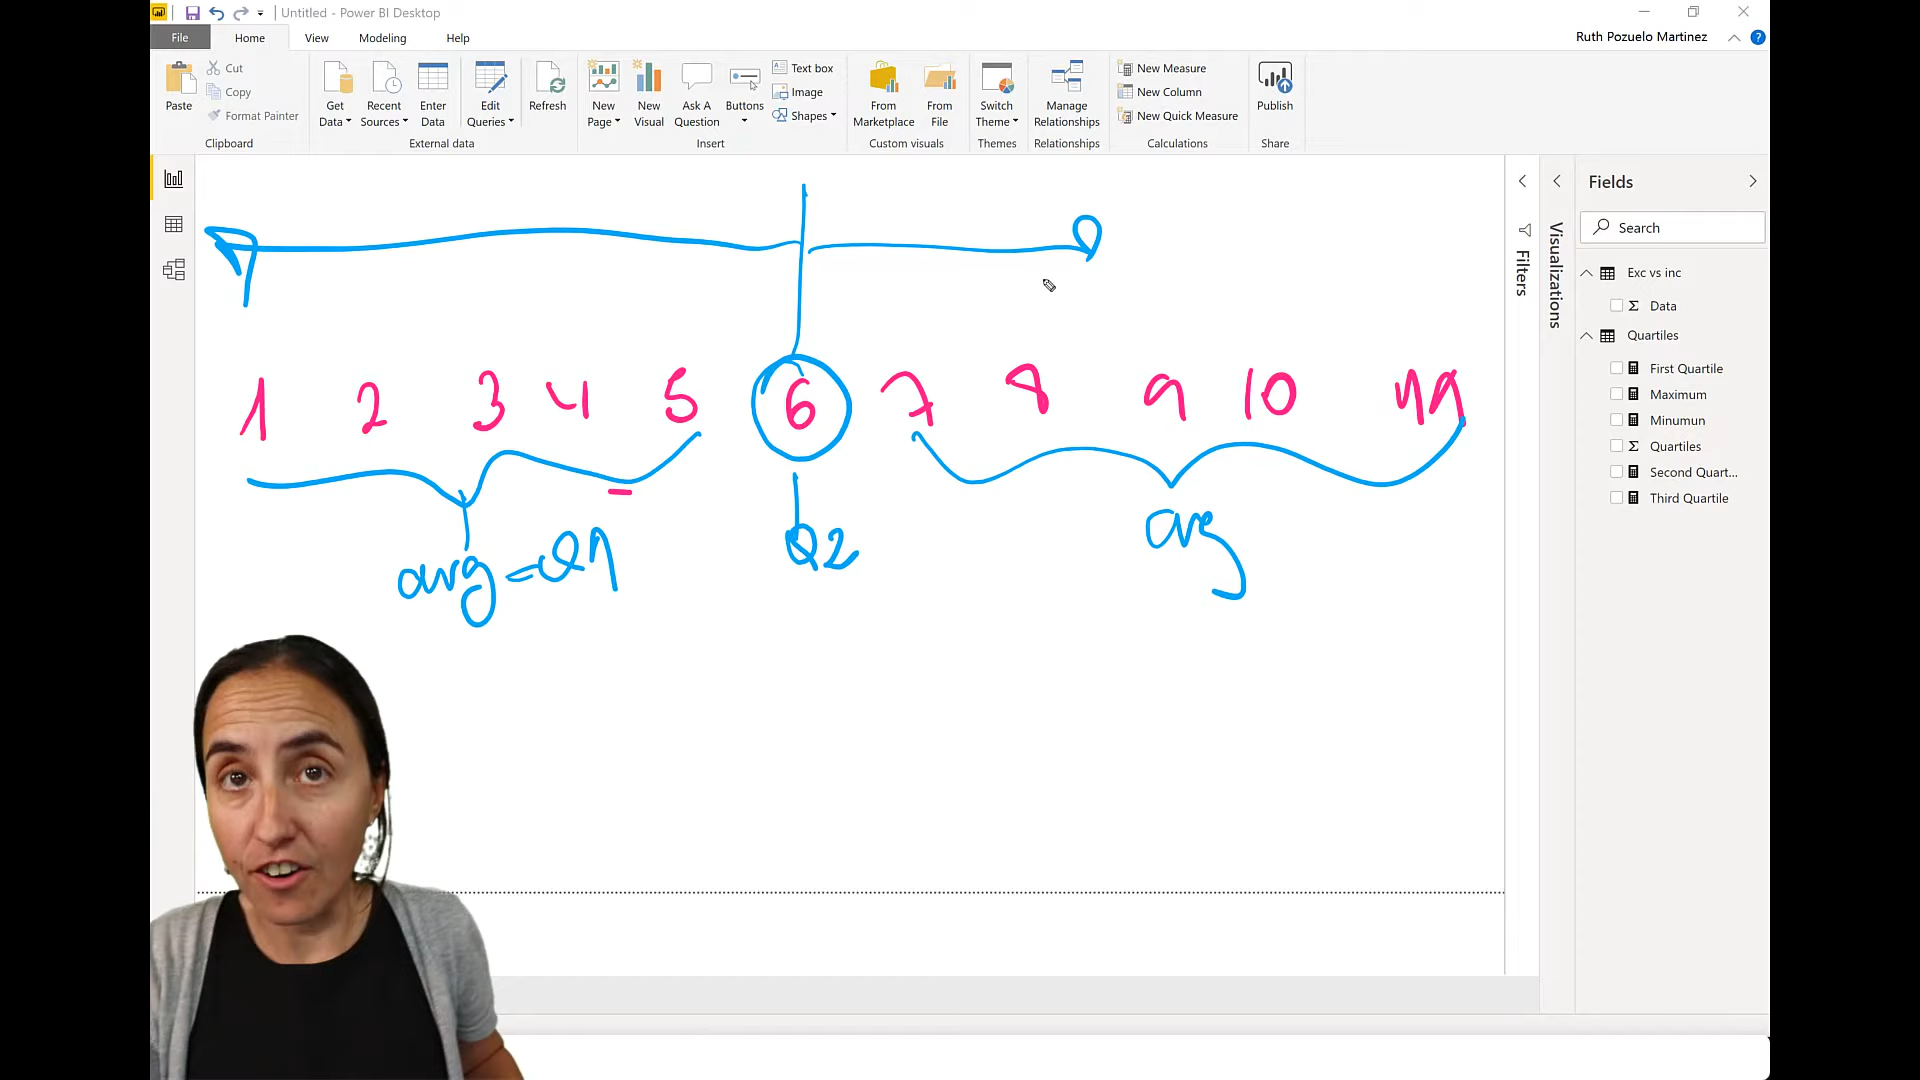 Untitled - Power BI Desktop
File Home View Modeling Help
Ruth Pozuelo Martinez
Paste
Cut
Copy
Format Painter
Clipboard
Get Data
Recent Sources
Enter Data
Edit Queries
Refresh
External data
New Page
New Visual
Ask A Question
Buttons
Text box
Image
Shapes
Insert
From Marketplace
From File
Custom visuals
Switch Theme
Themes
Manage Relationships
Relationships
New Measure
New Column
New Quick Measure
Calculations
Publish
Share
1 2 3 4 5 6 7 8 9 10 11
avg = Q1
Q2
avg
Filters
Visualizations
Fields
Search
Exc vs inc
Data
Quartiles
First Quartile
Maximum
Minumun
Quartiles
Second Quart...
Third Quartile